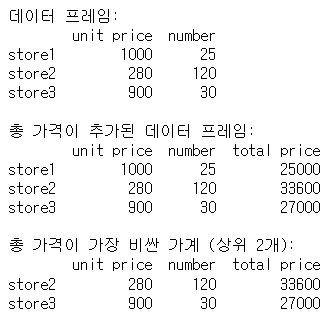 데이터 프레임:
unit price number
store1 1000 25
store2 280 120
store3 900 30
총 가격이 추가된 데이터 프레임:
unit price number total price
store1 1000 25 25000
store2 280 120 33600
store3 900 30 27000
총 가격이 가장 비싼 가계 (상위 2개):
unit price number total price
store2 280 120 33600
store3 900 30 27000